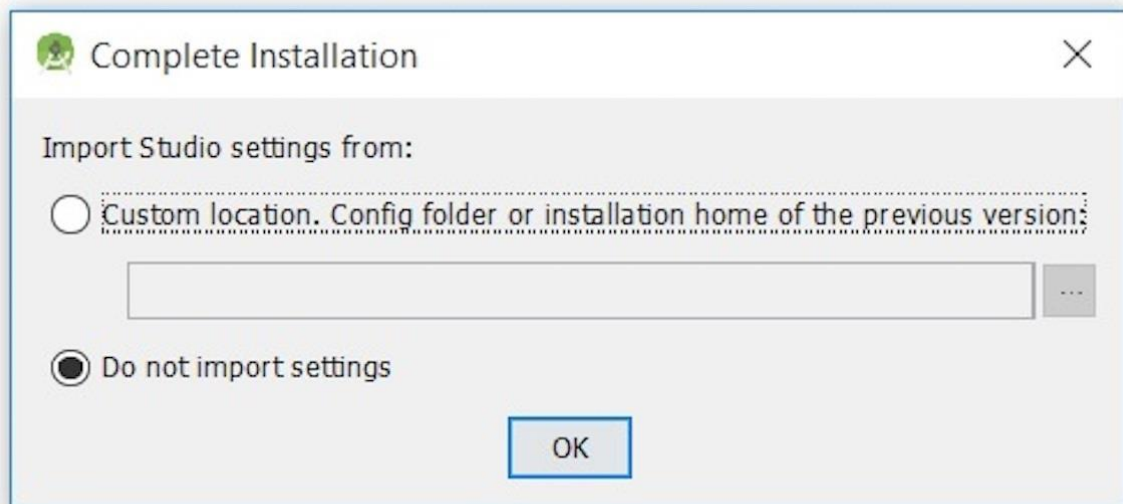 Complete Installation
Import Studio settings from:
Custom location. Config folder or installation home of the previous version:
...
Do not import settings
OK